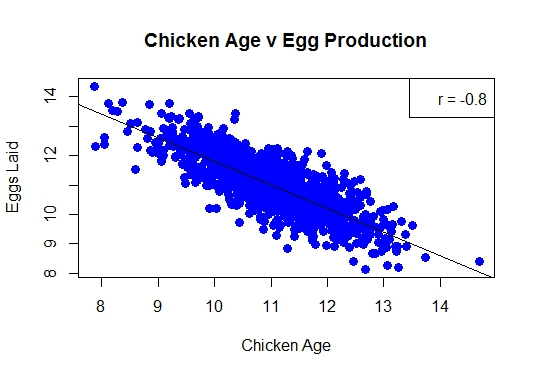 Chicken Age v Egg Production
r = -0.8
Eggs Laid
14
12
10
9
8
8 9 10 11 12 13 14
Chicken Age